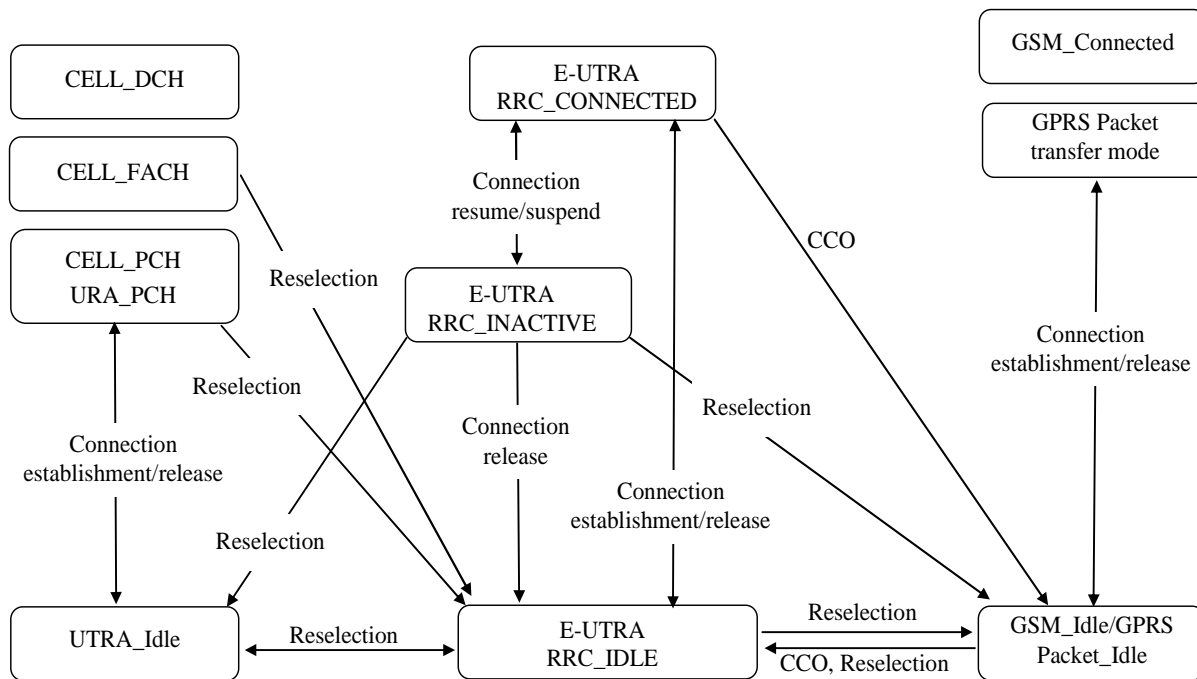 CELL_DCH
E-UTRA
RRC_CONNECTED
GSM_Connected
GPRS Packet
transfer mode
CELL_FACH
Connection
resume/suspend
CCO
CELL_PCH
URA_PCH
Reselection
E-UTRA
RRC_INACTIVE
Connection
establishment/release
Reselection
Reselection
Connection
establishment/release
Connection
release
Connection
establishment/release
Reselection
UTRA_Idle
Reselection
E-UTRA
RRC_IDLE
Reselection
CCO, Reselection
GSM_Idle/GPRS
Packet_Idle